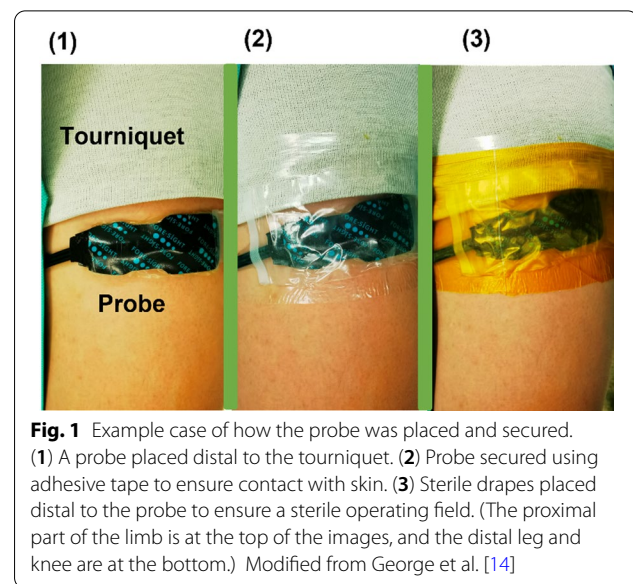 (1) (2) (3)
Tourniquet
Probe
Fig. 1 Example case of how the probe was placed and secured.
(1) A probe placed distal to the tourniquet. (2) Probe secured using
adhesive tape to ensure contact with skin. (3) Sterile drapes placed
distal to the probe to ensure a sterile operating field. (The proximal
part of the limb is at the top of the images, and the distal leg and
knee are at the bottom.) Modified from George et al. [14]